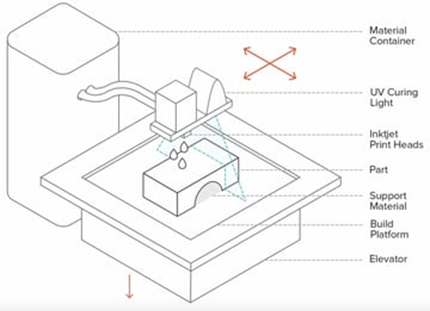 Material
Container
UV Curing
Light
Inktjet
Print Heads
Part
Support
Material
Build
Platform
Elevator